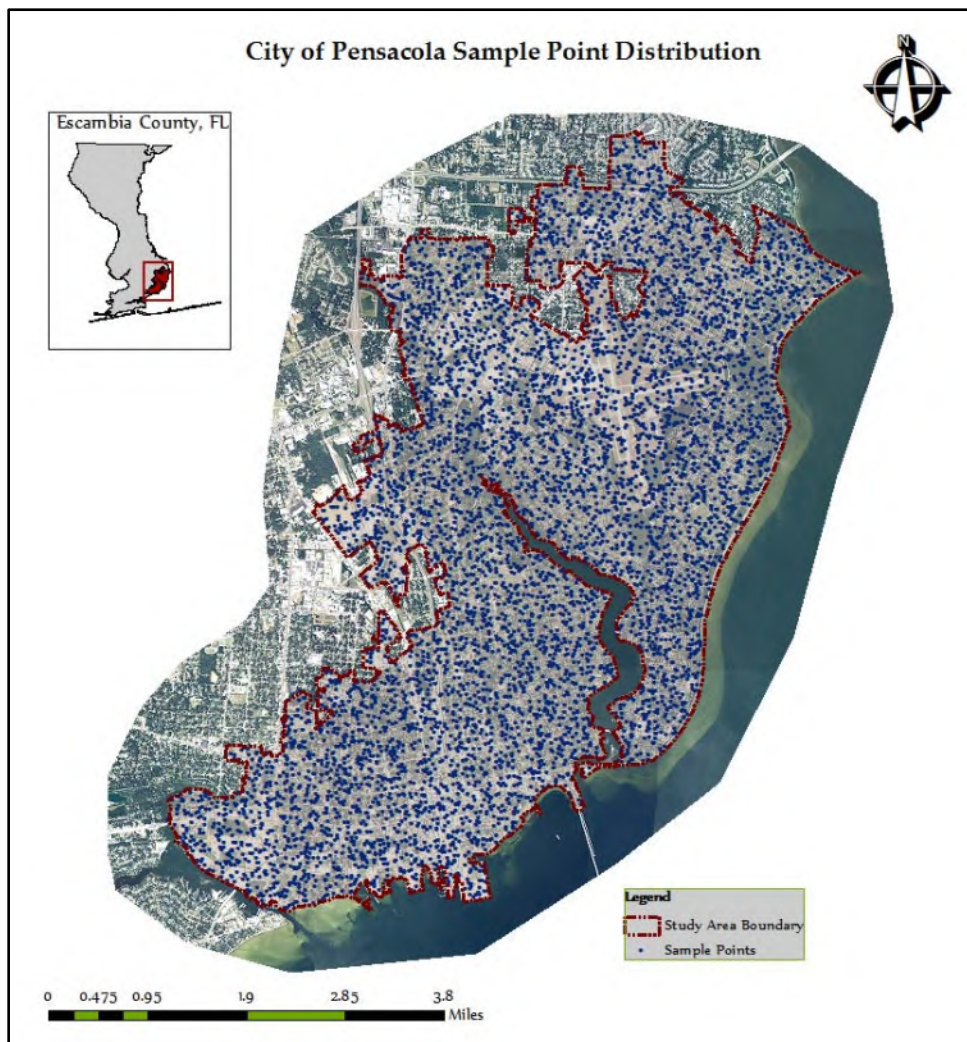 City of Pensacola Sample Point Distribution
N
Escambia County, FL
Legend
Study Area Boundary
Sample Points
0 0.475 0.95 1.9 2.85 3.8
Miles